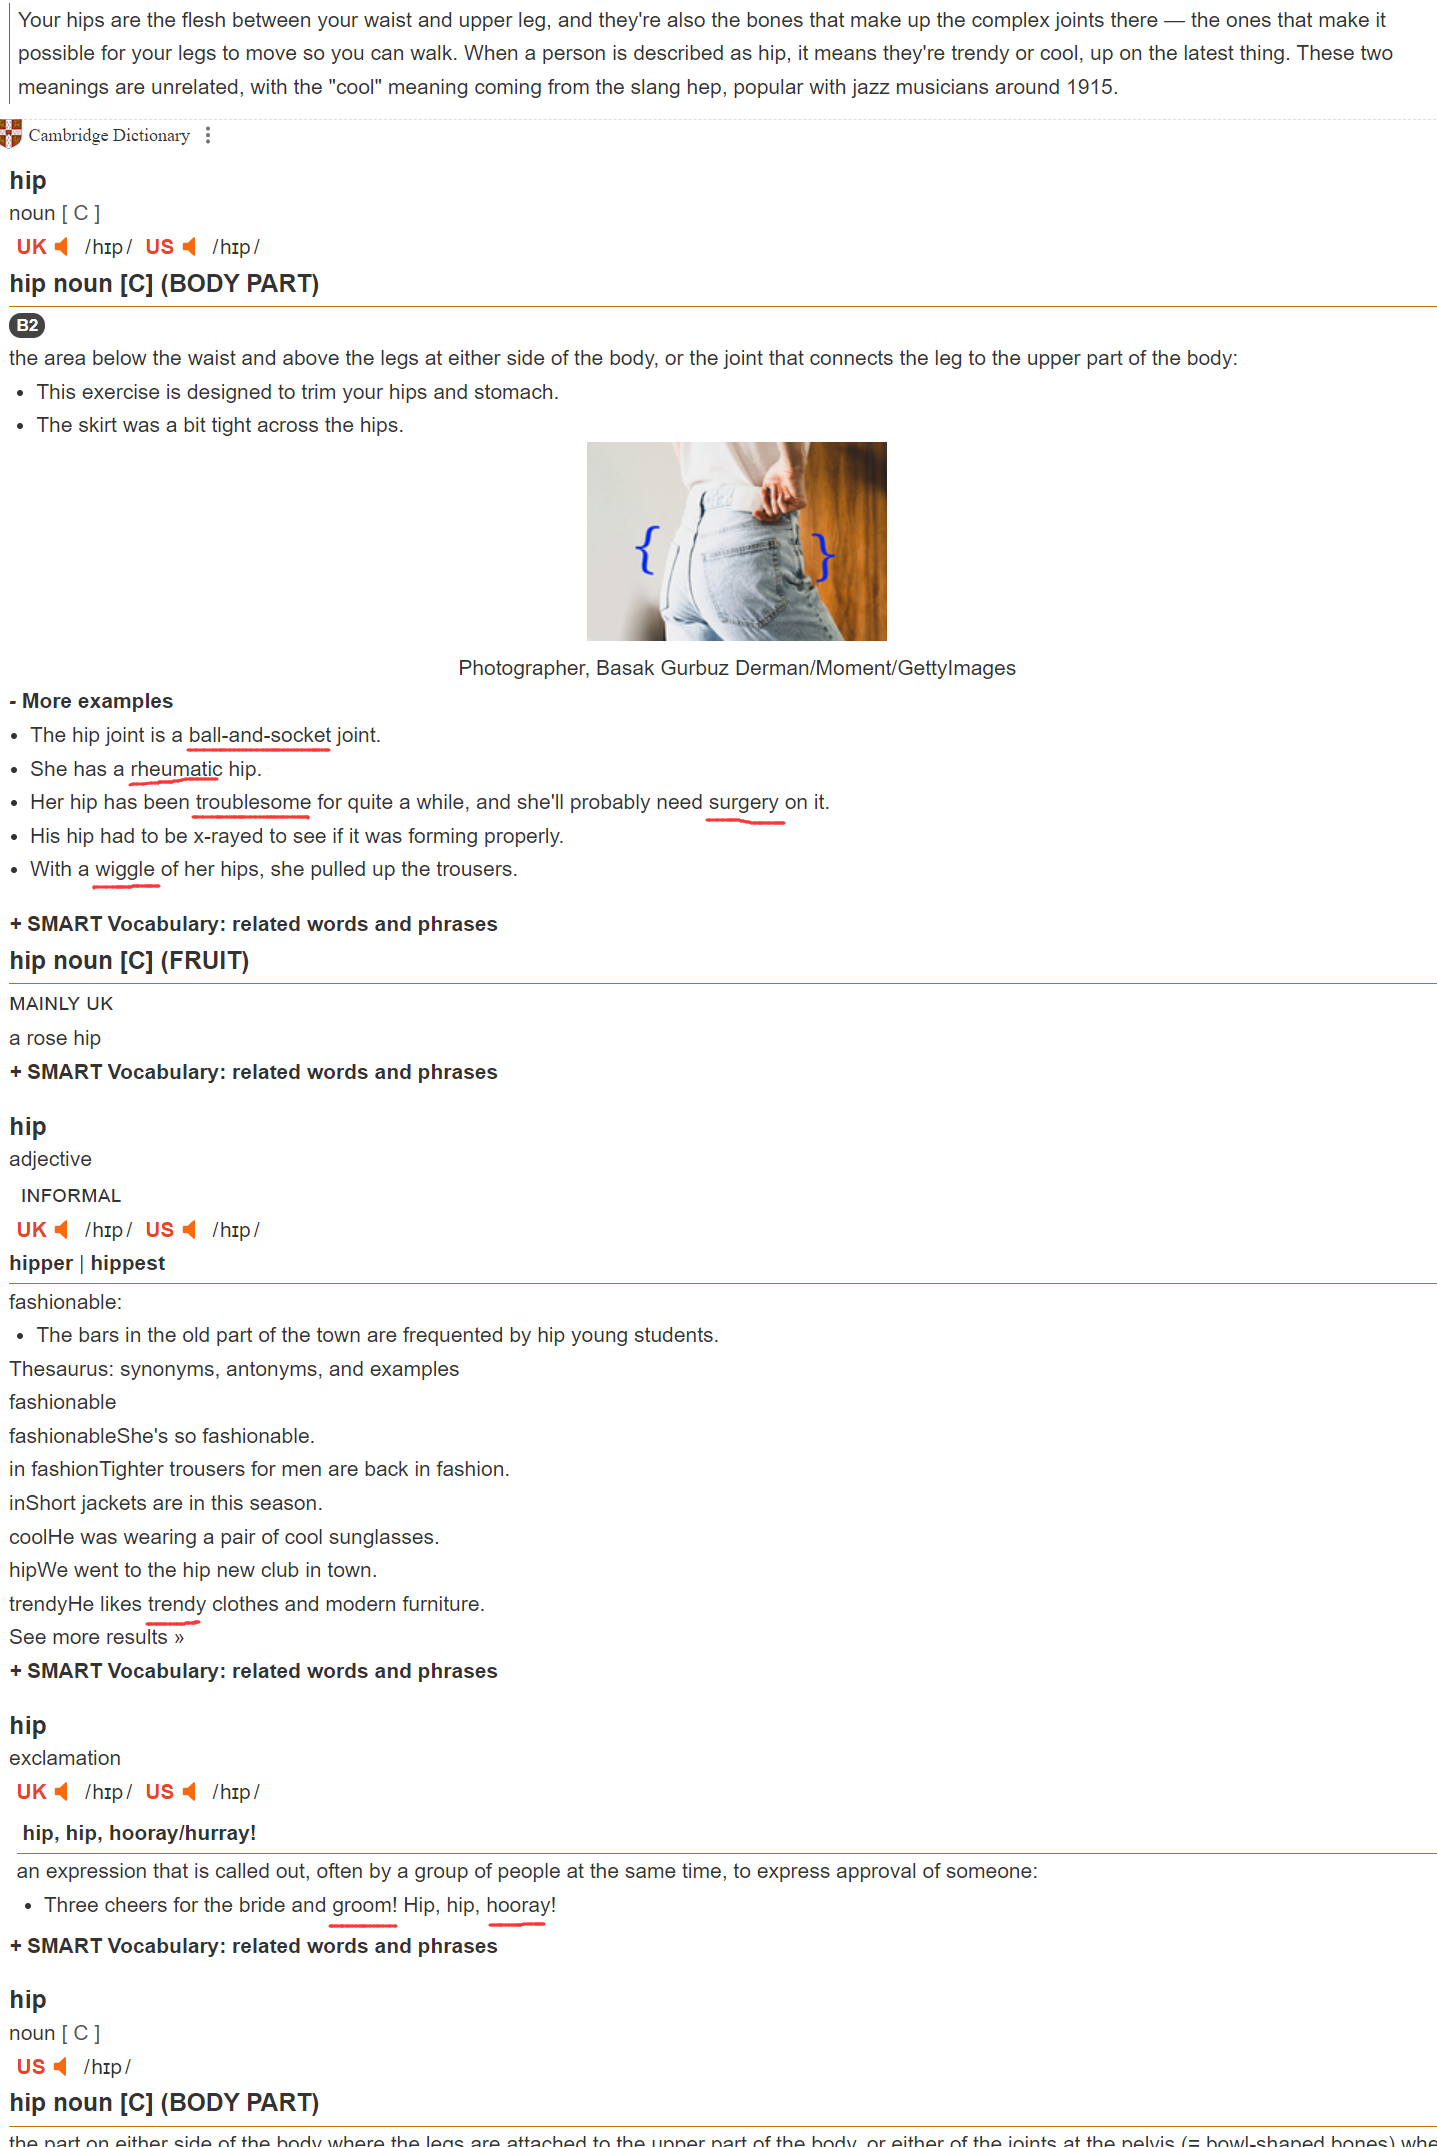 Your hips are the flesh between your waist and upper leg, and they're also the bones that make up the complex joints there — the ones that make it
possible for your legs to move so you can walk. When a person is described as hip, it means they're trendy or cool, up on the latest thing. These two
meanings are unrelated, with the "cool" meaning coming from the slang hep, popular with jazz musicians around 1915.
Cambridge Dictionary
hip
noun [ C ]
UK /hɪp/ US /hɪp/
hip noun [C] (BODY PART)
B2
the area below the waist and above the legs at either side of the body, or the joint that connects the leg to the upper part of the body:
• This exercise is designed to trim your hips and stomach.
• The skirt was a bit tight across the hips.
{ }
Photographer, Basak Gurbuz Derman/Moment/GettyImages
- More examples
• The hip joint is a ball-and-socket joint.
• She has a rheumatic hip.
• Her hip has been troublesome for quite a while, and she'll probably need surgery on it.
• His hip had to be x-rayed to see if it was forming properly.
• With a wiggle of her hips, she pulled up the trousers.
+ SMART Vocabulary: related words and phrases
hip noun [C] (FRUIT)
MAINLY UK
a rose hip
+ SMART Vocabulary: related words and phrases
hip
adjective
INFORMAL
UK /hɪp/ US /hɪp/
hipper | hippest
fashionable:
• The bars in the old part of the town are frequented by hip young students.
Thesaurus: synonyms, antonyms, and examples
fashionable
fashionableShe's so fashionable.
in fashionTighter trousers for men are back in fashion.
inShort jackets are in this season.
coolHe was wearing a pair of cool sunglasses.
hipWe went to the hip new club in town.
trendyHe likes trendy clothes and modern furniture.
See more results »
+ SMART Vocabulary: related words and phrases
hip
exclamation
UK /hɪp/ US /hɪp/
hip, hip, hooray/hurray!
an expression that is called out, often by a group of people at the same time, to express approval of someone:
• Three cheers for the bride and groom! Hip, hip, hooray!
+ SMART Vocabulary: related words and phrases
hip
noun [ C ]
US /hɪp/
hip noun [C] (BODY PART)
the part on either side of the body where the legs are attached to the upper part of the body, or either of the joints at the pelvis (= bowl-shaped bones) whe